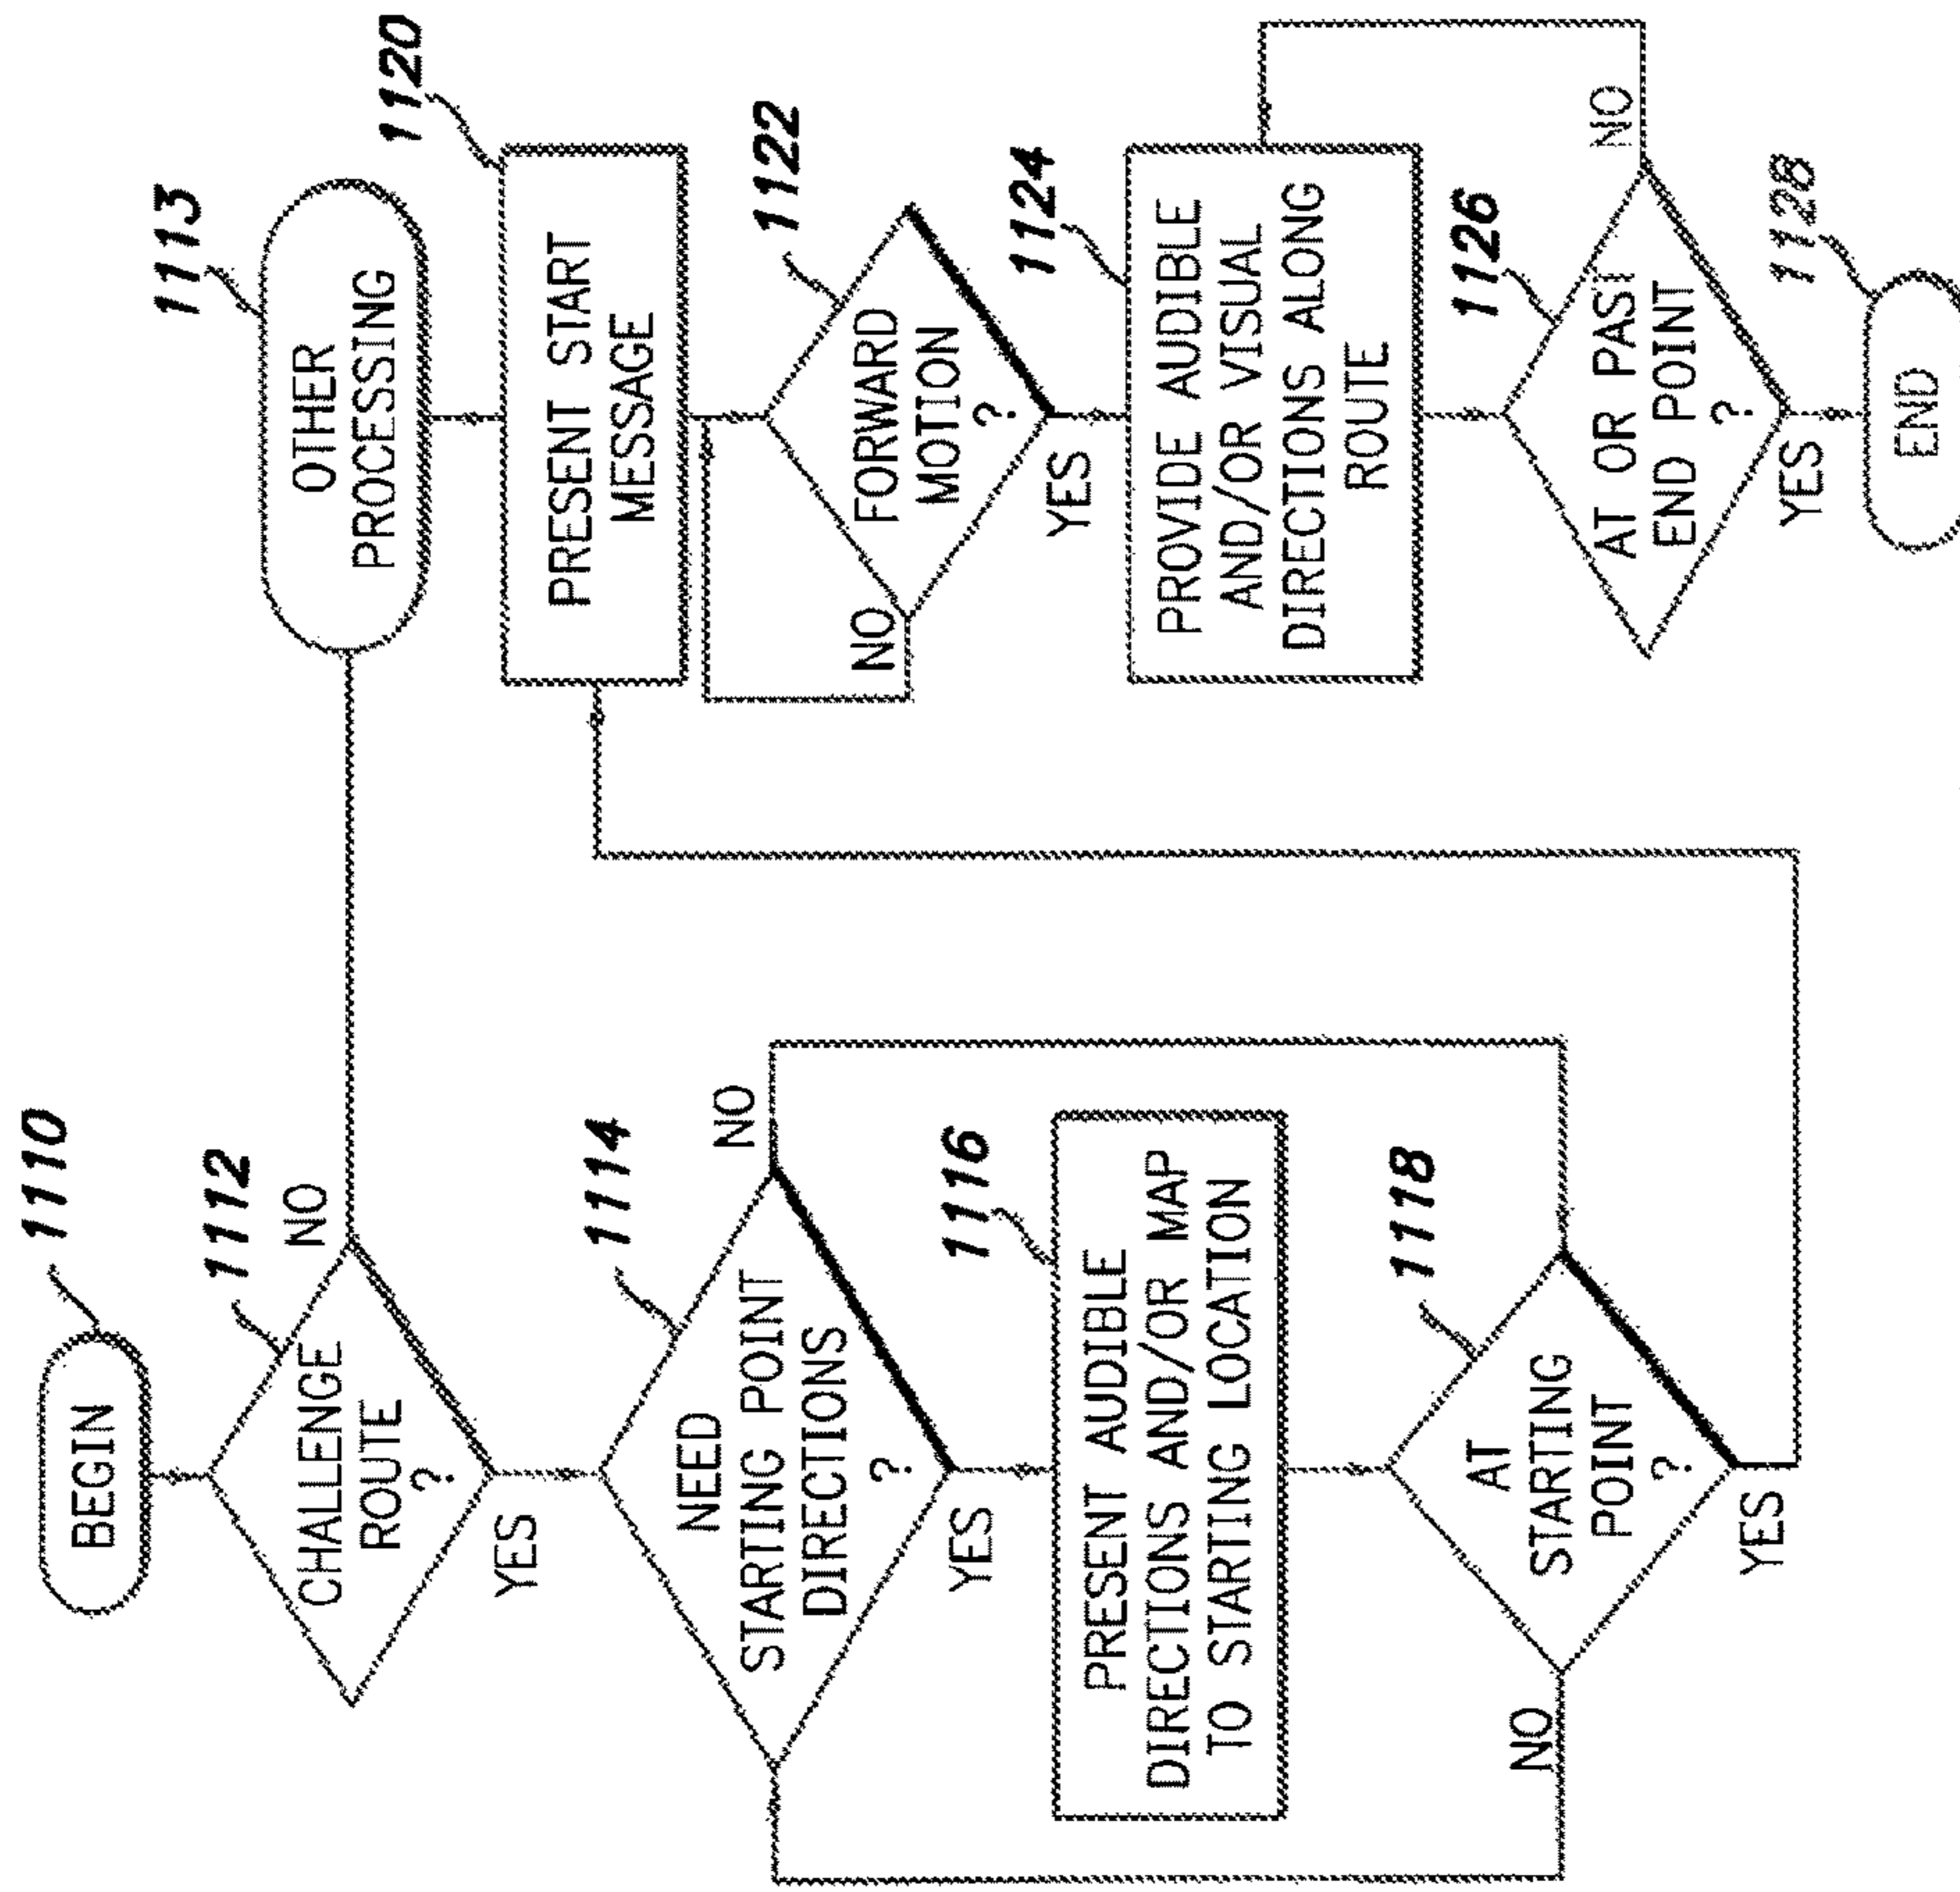 1110
BEGIN
1112
CHALLENGE
ROUTE
?
NO
YES
1114
NEED
STARTING POINT
DIRECTIONS
?
NO
YES
1116
PRESENT AUDIBLE
DIRECTIONS AND/OR MAP
TO STARTING LOCATION
1118
AT
STARTING
POINT
?
NO
YES
1113
OTHER
PROCESSING
1120
PRESENT START
MESSAGE
1122
FORWARD
MOTION
?
NO
YES
1124
PROVIDE AUDIBLE
AND/OR VISUAL
DIRECTIONS ALONG
ROUTE
1126
AT OR PAST
END POINT
?
NO
YES
1128
END